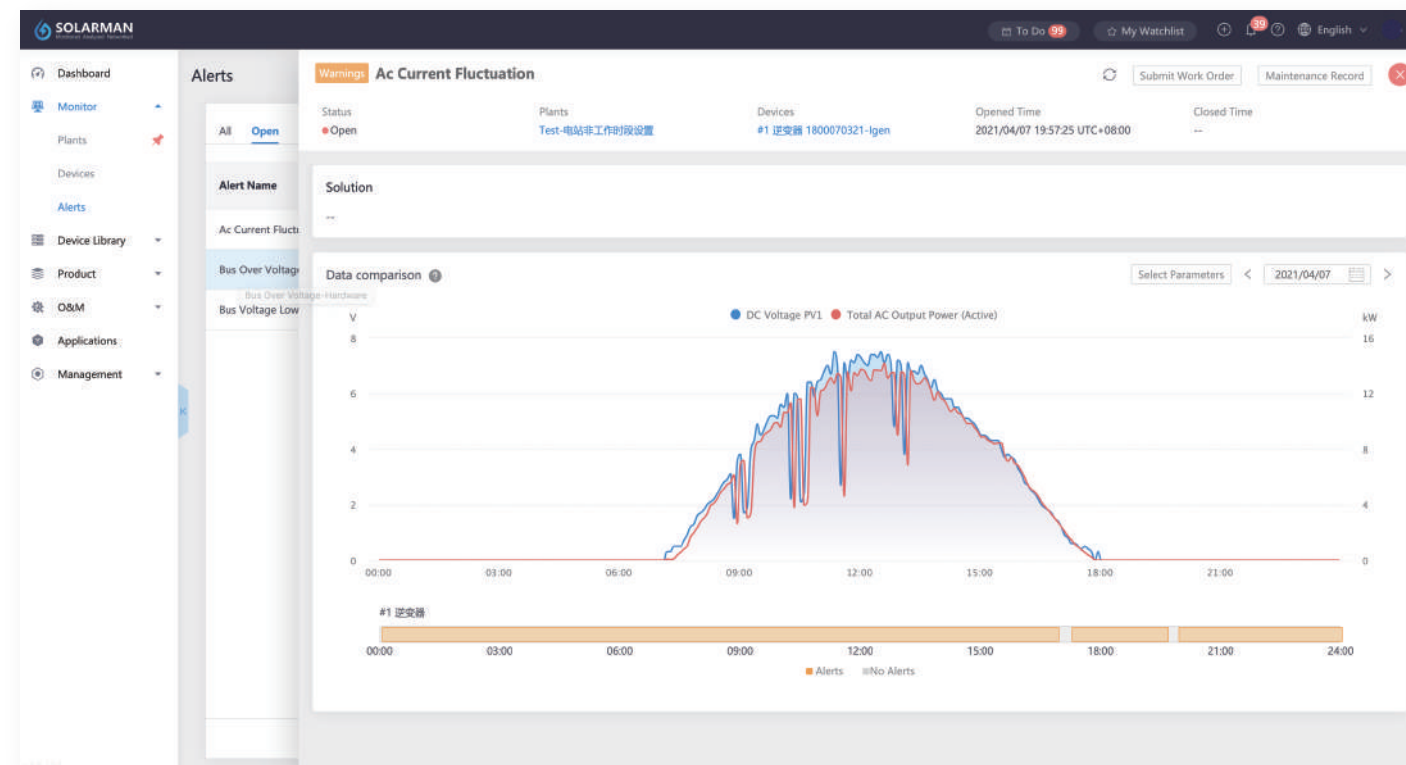 SOLARMAN
To Do 99
My Watchlist
39
English
Dashboard
Monitor
Plants
Devices
Alerts
Device Library
Product
O&M
Applications
Management
Alerts
All Open
Alert Name
Ac Current Fluct
Bus Over Voltage
Bus Over Voltage-Hardware
Bus Voltage Low
Warnings Ac Current Fluctuation
Submit Work Order
Maintenance Record
Status
Open
Plants
Test-电站非工作时段设置
Devices
#1 逆变器 1800070321-Igen
Opened Time
2021/04/07 19:57:25 UTC+08:00
Closed Time
--
Solution
--
Data comparison
Select Parameters
2021/04/07
DC Voltage PV1 Total AC Output Power (Active)
V
kW
8 16
6 12
4 8
2 4
0 0
00:00 03:00 06:00 09:00 12:00 15:00 18:00 21:00
#1 逆变器
00:00 03:00 06:00 09:00 12:00 15:00 18:00 21:00 24:00
Alerts No Alerts